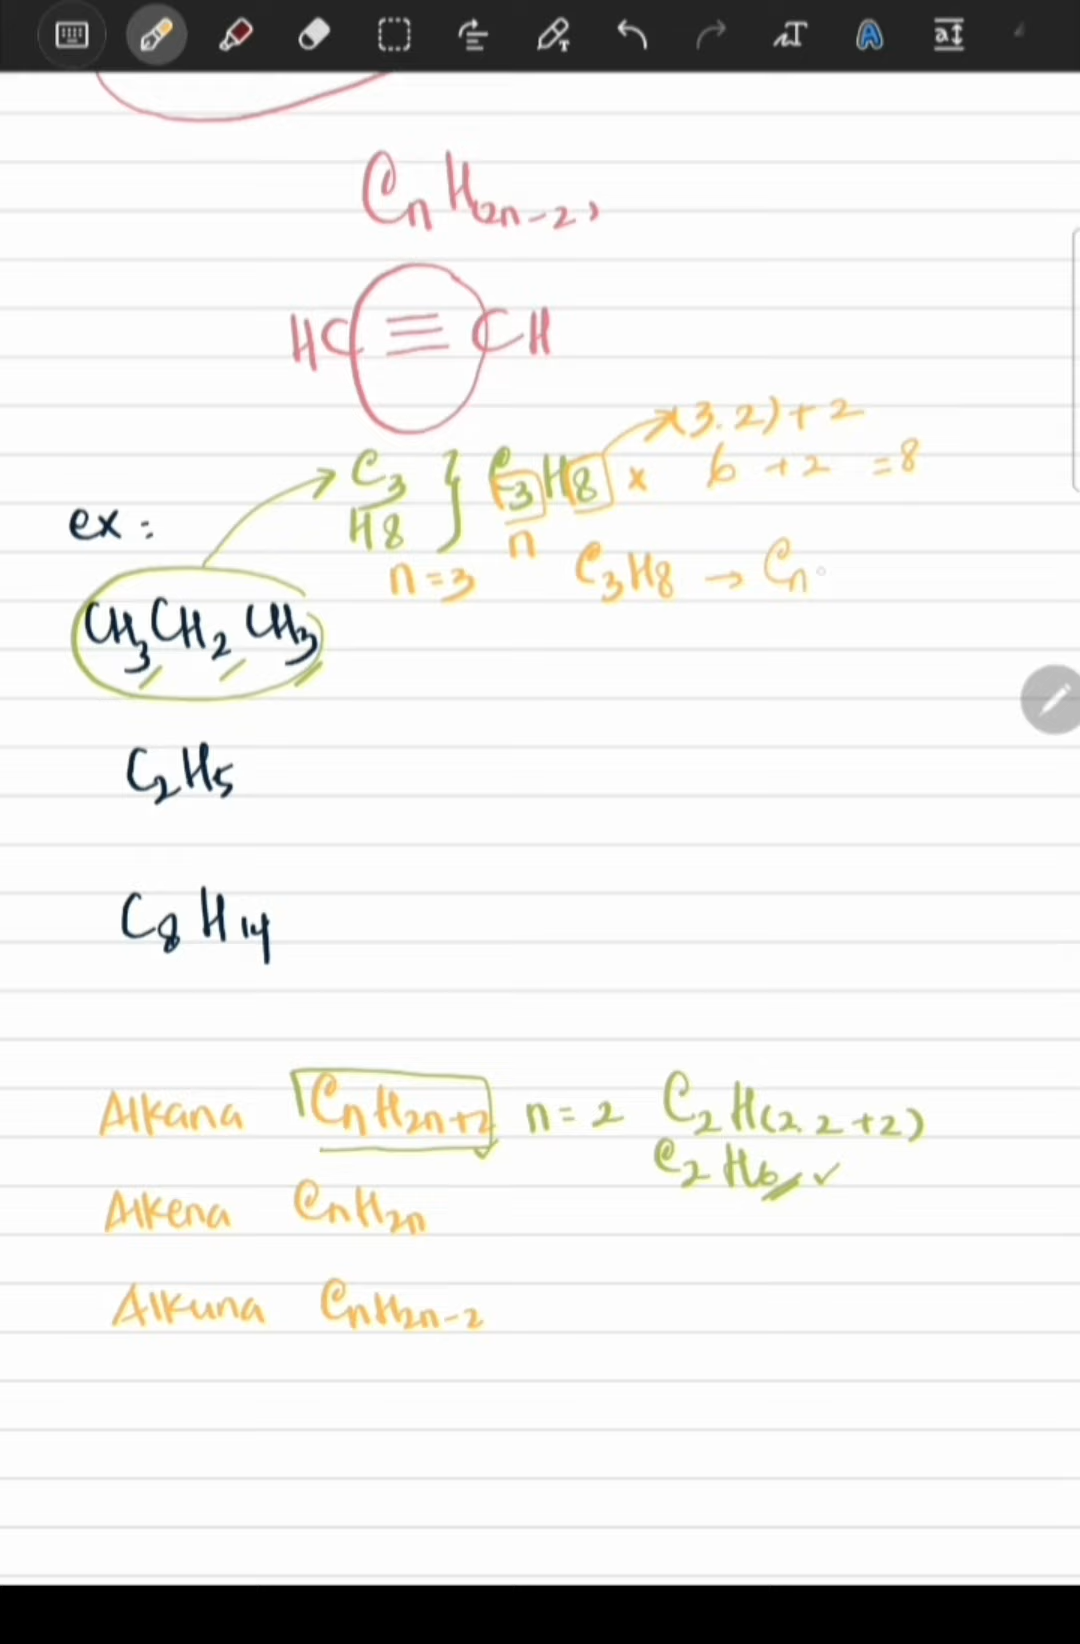 CnH2n-2,
HC≡CH
(3.2)+2
C3 } C3H8 x 6 +2 =8
H8
ex :
n
n=3 C3H8 → Cn
CH3CH2CH3
C2H5
C8H14
Alkana CnH2n+2 n=2 C2H(2.2+2)
C2H6 ✓
Alkena CnH2n
Alkuna CnH2n-2